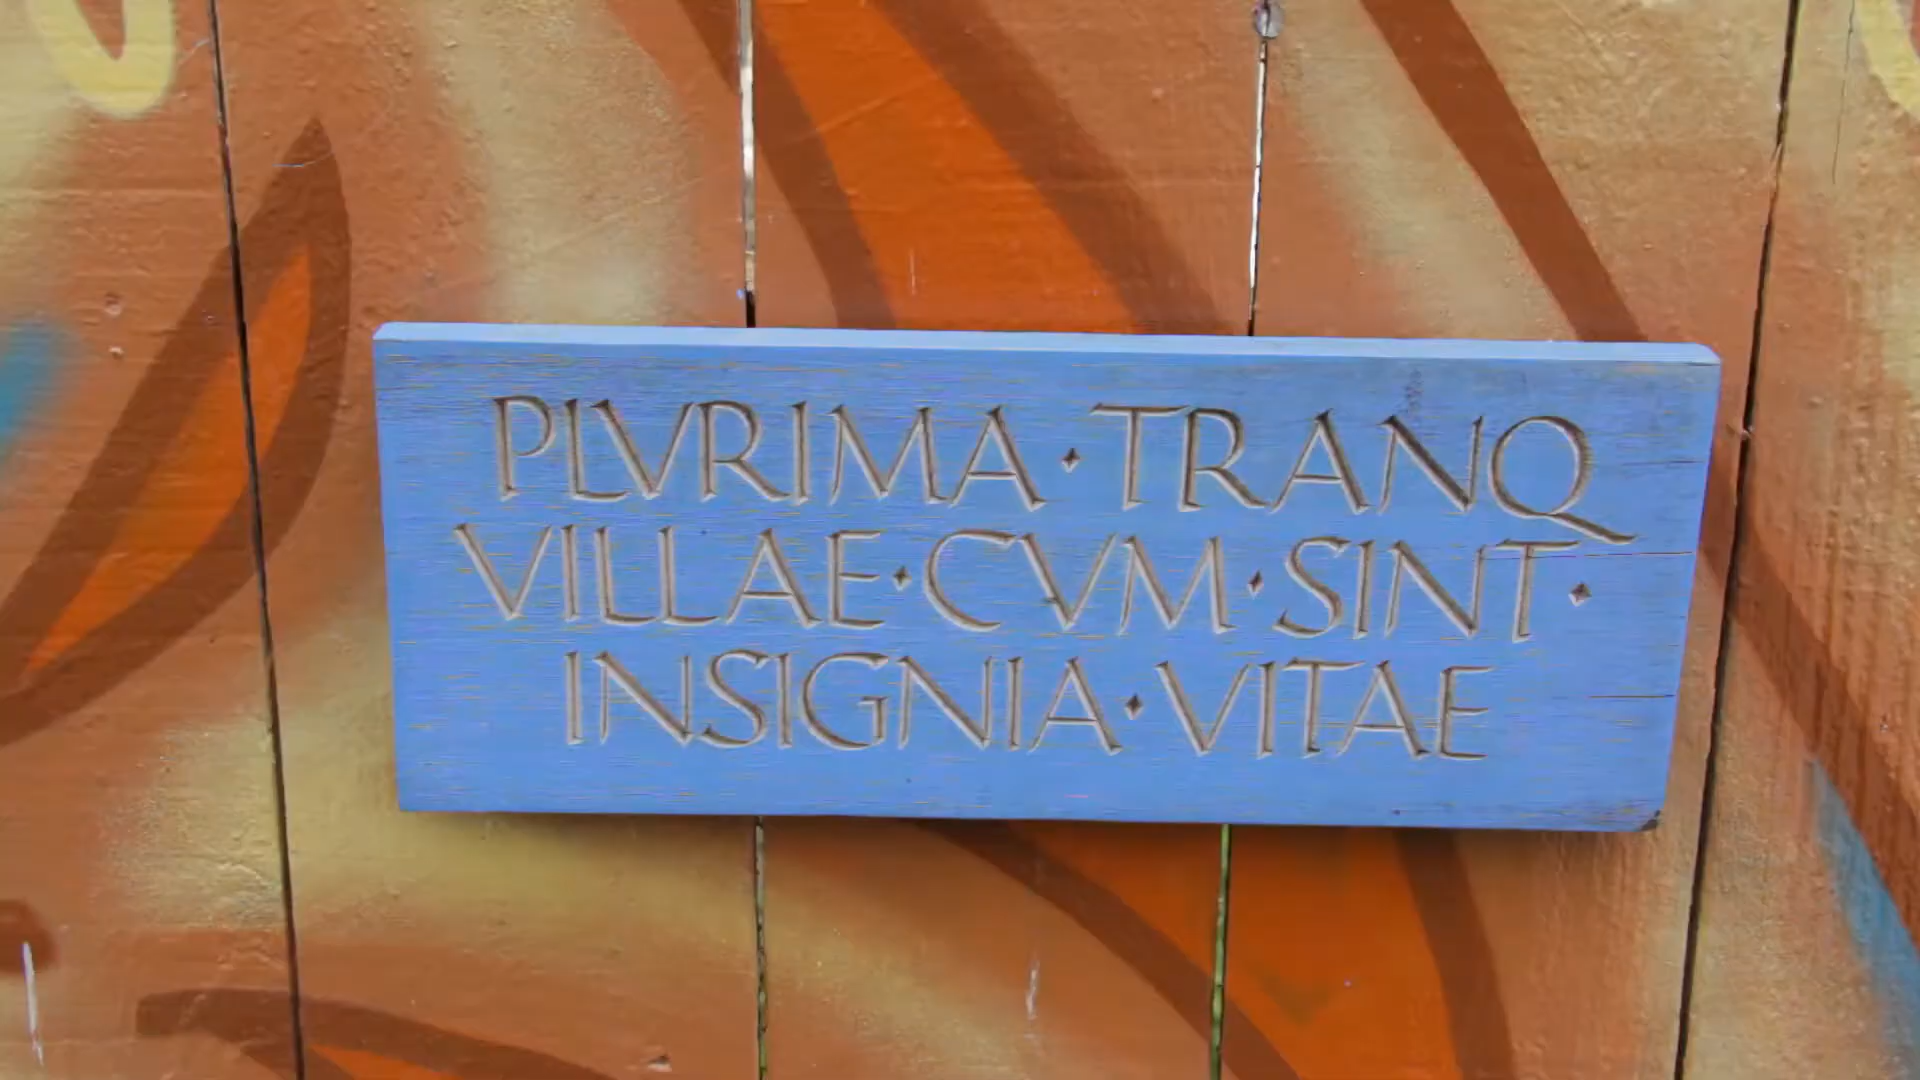 PLVRIMA · TRANQ
VILLAE · CVM · SINT ·
INSIGNIA · VITAE